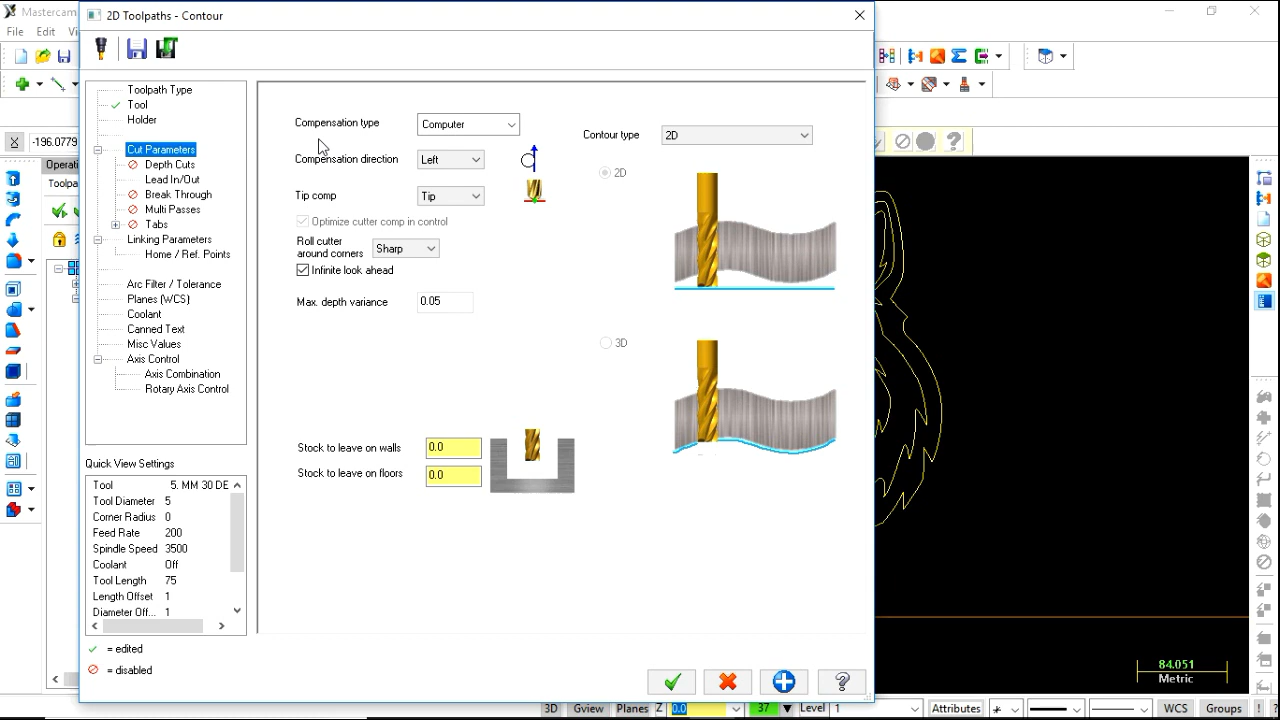 Mastercam
2D Toolpaths - Contour
File Edit
-196.0779
Operati
Toolpa
Toolpath Type
Tool
Holder
Cut Parameters
Depth Cuts
Lead In/Out
Break Through
Multi Passes
Tabs
Linking Parameters
Home / Ref. Points
Arc Filter / Tolerance
Planes (WCS)
Coolant
Canned Text
Misc Values
Axis Control
Axis Combination
Rotary Axis Control
Quick View Settings
Tool 5. MM 30 DE
Tool Diameter 5
Corner Radius 0
Feed Rate 200
Spindle Speed 3500
Coolant Off
Tool Length 75
Length Offset 1
Diameter Off... 1
= edited
= disabled
Compensation type Computer
Compensation direction Left
Tip comp Tip
Optimize cutter comp in control
Roll cutter
around corners Sharp
Infinite look ahead
Max. depth variance 0.05
Stock to leave on walls 0.0
Stock to leave on floors 0.0
Contour type 2D
2D
3D
84.051
Metric
3D Gview Planes Z 0.0 37 Level 1 Attributes WCS Groups